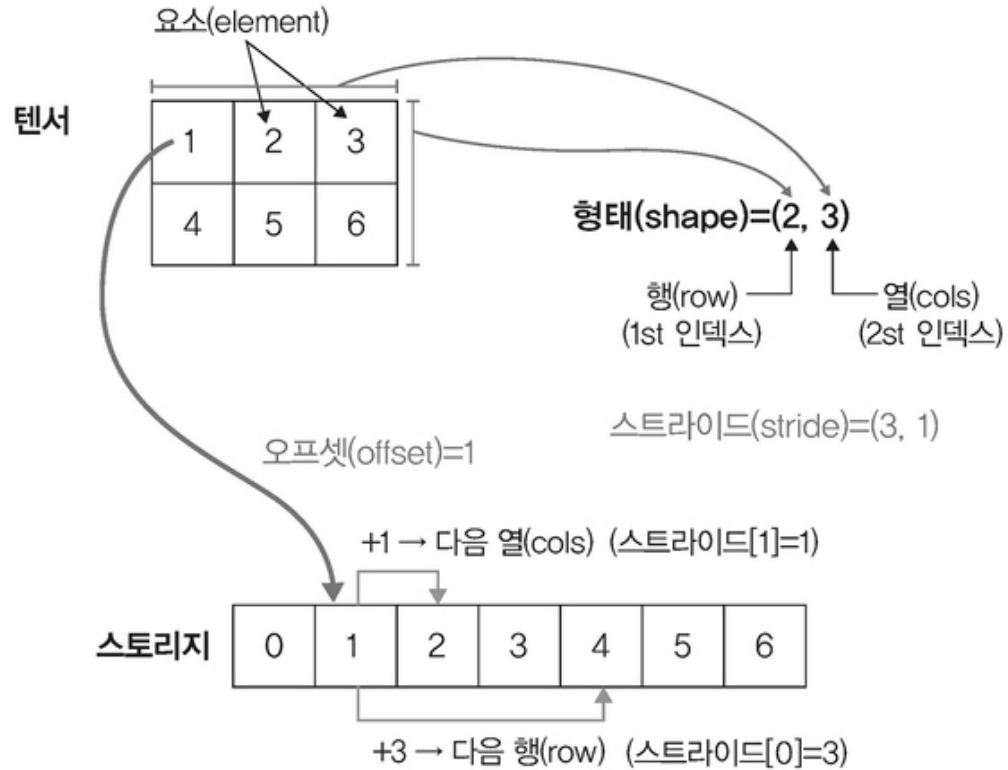 요소(element)
텐서
1 2 3
4 5 6
형태(shape)=(2, 3)
행(row) 열(cols)
(1st 인덱스) (2st 인덱스)
스트라이드(stride)=(3, 1)
오프셋(offset)=1
+1 → 다음 열(cols) (스트라이드[1]=1)
스토리지 0 1 2 3 4 5 6
+3 → 다음 행(row) (스트라이드[0]=3)